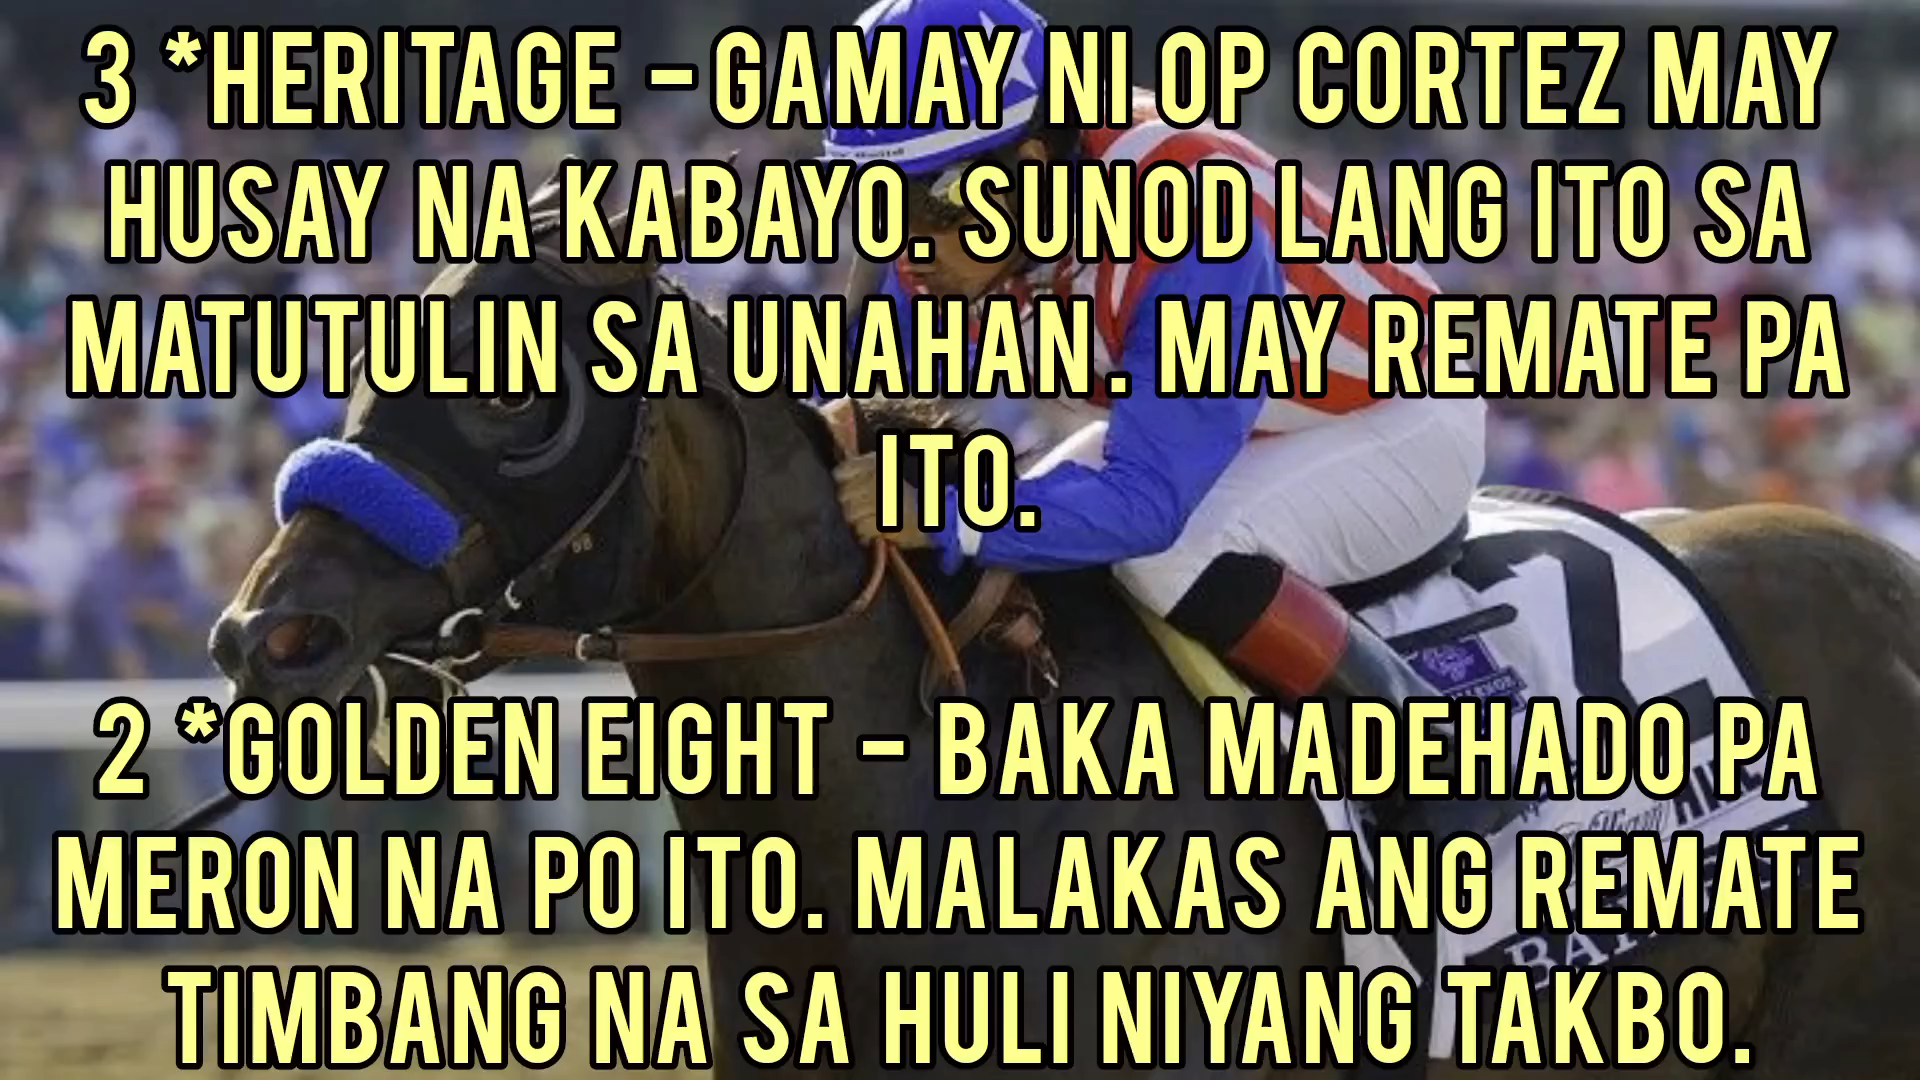 3 *HERITAGE – GAMAY NI OP CORTEZ MAY
HUSAY NA KABAYO. SUNOD LANG ITO SA
MATUTULIN SA UNAHAN. MAY REMATE PA
ITO.
2 *GOLDEN EIGHT – BAKA MADEHADO PA
MERON NA PO ITO. MALAKAS ANG REMATE
TIMBANG NA SA HULI NIYANG TAKBO.
2